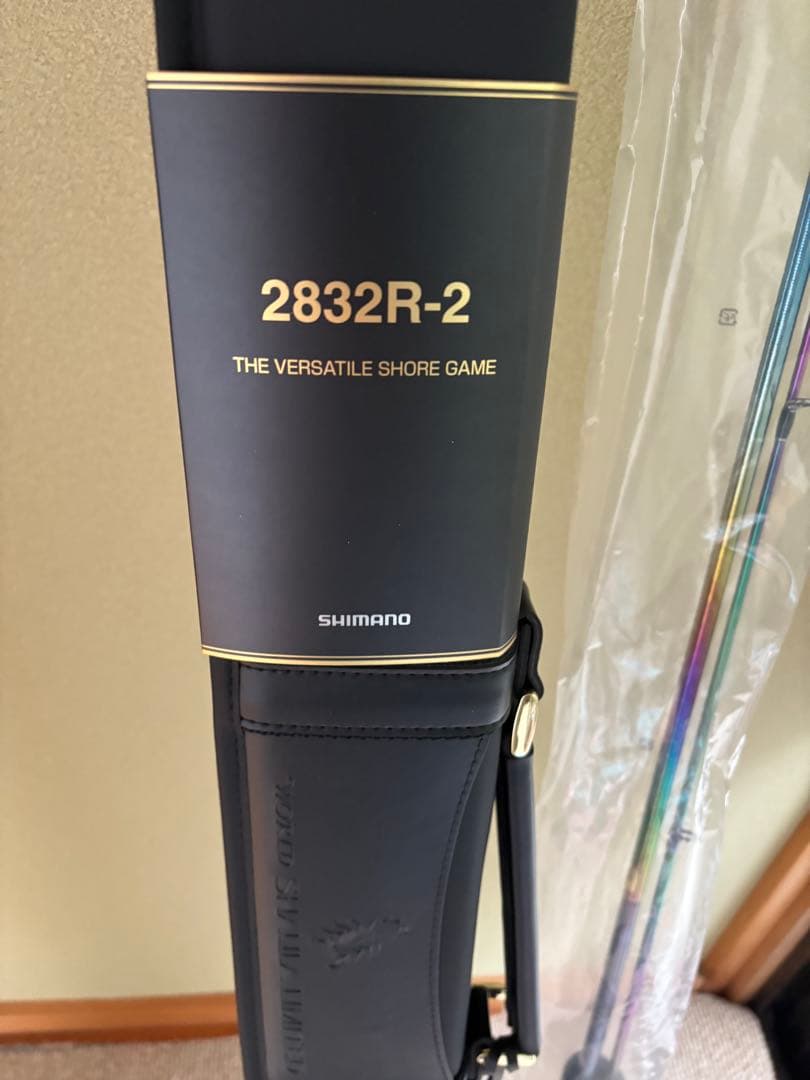 2832R-2
THE VERSATILE SHORE GAME
SHIMANO